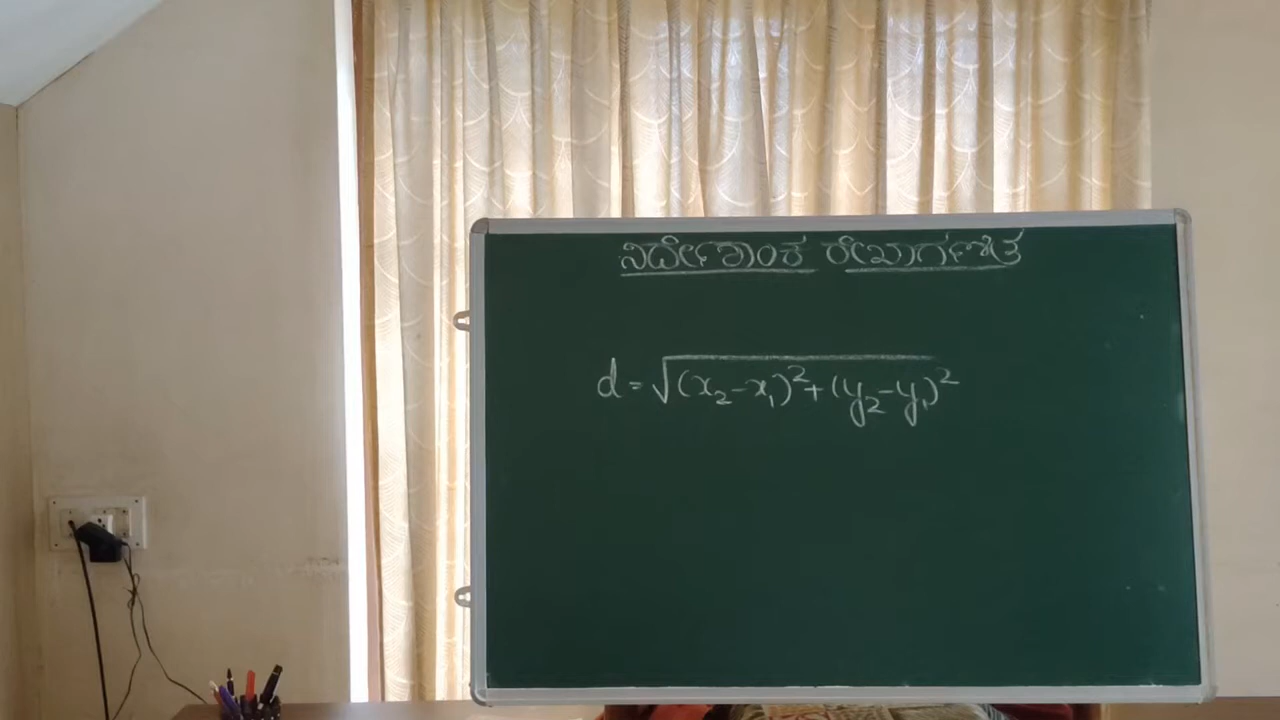 ನಿರ್ದೇಶಾಂಕ ರೇಖಾಗಣಿತ
d = √(x₂-x₁)² + (y₂-y₁)²